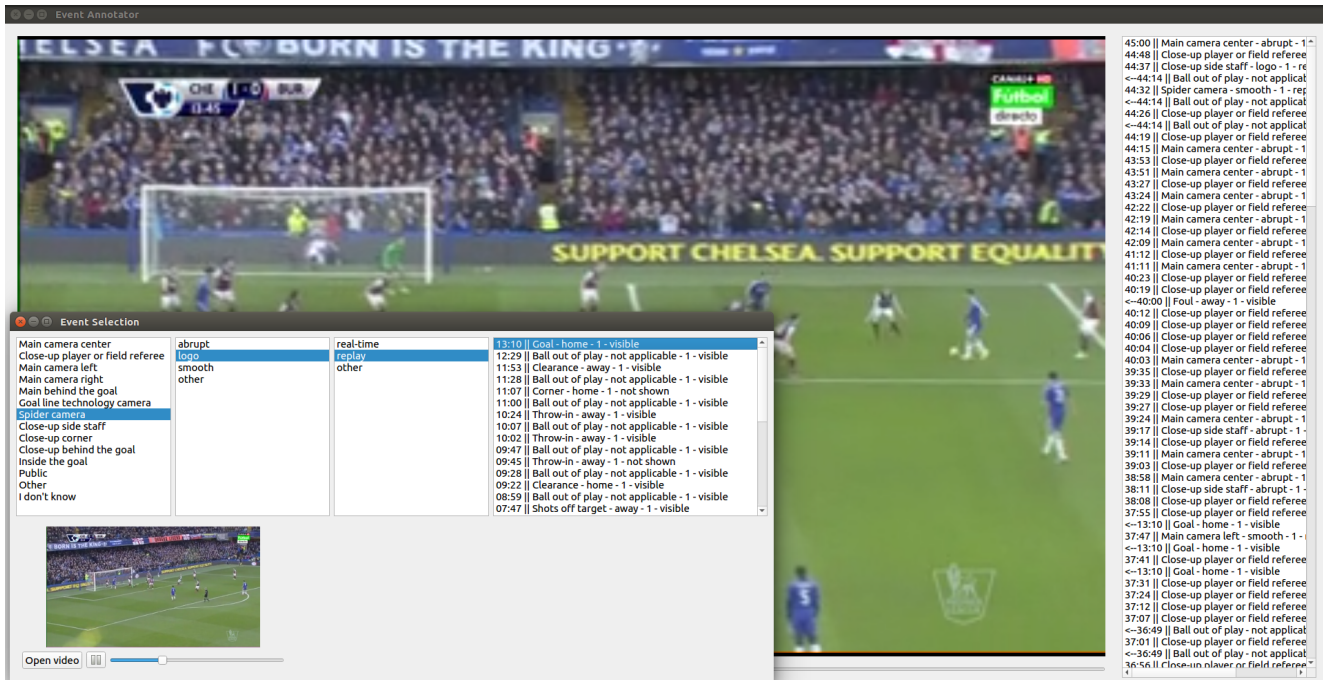 Event Annotator
ELSEA FC BORN IS THE KING
CHE 1-0 BUR
13:45
CANAL+ HD
Fútbol
directo
SUPPORT CHELSEA. SUPPORT EQUALITY
3
5
45:00 || Main camera center - abrupt - 1
44:48 || Close-up player or field referee
44:37 || Close-up side staff - logo - 1 - re
<--44:14 || Ball out of play - not applicab
44:32 || Spider camera - smooth - 1 - rep
<--44:14 || Ball out of play - not applicab
44:26 || Close-up player or field referee
<--44:14 || Ball out of play - not applicab
44:19 || Close-up player or field referee
44:15 || Main camera center - abrupt - 1
43:53 || Close-up player or field referee
43:51 || Main camera center - abrupt - 1
43:27 || Close-up player or field referee
43:24 || Main camera center - abrupt - 1
42:22 || Close-up player or field referee
42:19 || Main camera center - abrupt - 1
42:14 || Close-up player or field referee
42:09 || Main camera center - abrupt - 1
41:12 || Close-up player or field referee
41:11 || Main camera center - abrupt - 1
40:23 || Close-up player or field referee
40:19 || Close-up player or field referee
<--40:00 || Foul - away - 1 - visible
40:12 || Close-up player or field referee
40:09 || Close-up player or field referee
40:06 || Close-up player or field referee
40:04 || Close-up player or field referee
40:03 || Main camera center - abrupt - 1
39:35 || Close-up player or field referee
39:33 || Main camera center - abrupt - 1
39:29 || Close-up player or field referee
39:27 || Close-up player or field referee
39:24 || Main camera center - abrupt - 1
39:17 || Close-up side staff - abrupt - 1 -
39:14 || Close-up player or field referee
39:11 || Main camera center - abrupt - 1
39:03 || Close-up player or field referee
38:58 || Main camera center - abrupt - 1
38:11 || Close-up side staff - abrupt - 1 -
38:08 || Close-up player or field referee
37:55 || Close-up player or field referee
<--13:10 || Goal - home - 1 - visible
37:47 || Main camera left - smooth - 1 -
<--13:10 || Goal - home - 1 - visible
37:41 || Close-up player or field referee
<--13:10 || Goal - home - 1 - visible
37:31 || Close-up player or field referee
37:24 || Close-up player or field referee
37:12 || Close-up player or field referee
37:07 || Close-up player or field referee
<--36:49 || Ball out of play - not applicab
37:01 || Close-up player or field referee
<--36:49 || Ball out of play - not applicab
36:56 || Close-up player or field referee
Event Selection
Main camera center
Close-up player or field referee
Main camera left
Main camera right
Main behind the goal
Goal line technology camera
Spider camera
Close-up side staff
Close-up corner
Close-up behind the goal
Inside the goal
Public
Other
I don't know
abrupt
logo
smooth
other
real-time
replay
other
13:10 || Goal - home - 1 - visible
12:29 || Ball out of play - not applicable - 1 - visible
11:53 || Clearance - away - 1 - visible
11:28 || Ball out of play - not applicable - 1 - visible
11:07 || Corner - home - 1 - not shown
11:00 || Ball out of play - not applicable - 1 - visible
10:24 || Throw-in - away - 1 - visible
10:07 || Ball out of play - not applicable - 1 - visible
10:02 || Throw-in - away - 1 - visible
09:47 || Ball out of play - not applicable - 1 - visible
09:45 || Throw-in - away - 1 - not shown
09:28 || Ball out of play - not applicable - 1 - visible
09:22 || Clearance - home - 1 - visible
08:59 || Ball out of play - not applicable - 1 - visible
07:47 || Shots off target - away - 1 - visible
BORN IS THE KING
Open video